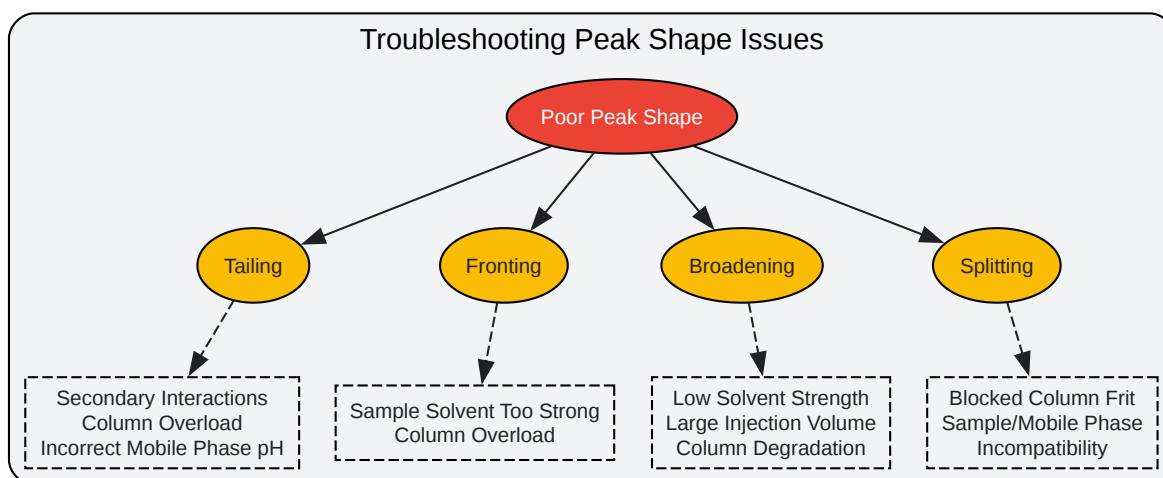 Troubleshooting Peak Shape Issues
Poor Peak Shape
Tailing
Fronting
Broadening
Splitting
Secondary Interactions
Column Overload
Incorrect Mobile Phase pH
Sample Solvent Too Strong
Column Overload
Low Solvent Strength
Large Injection Volume
Column Degradation
Blocked Column Frit
Sample/Mobile Phase
Incompatibility